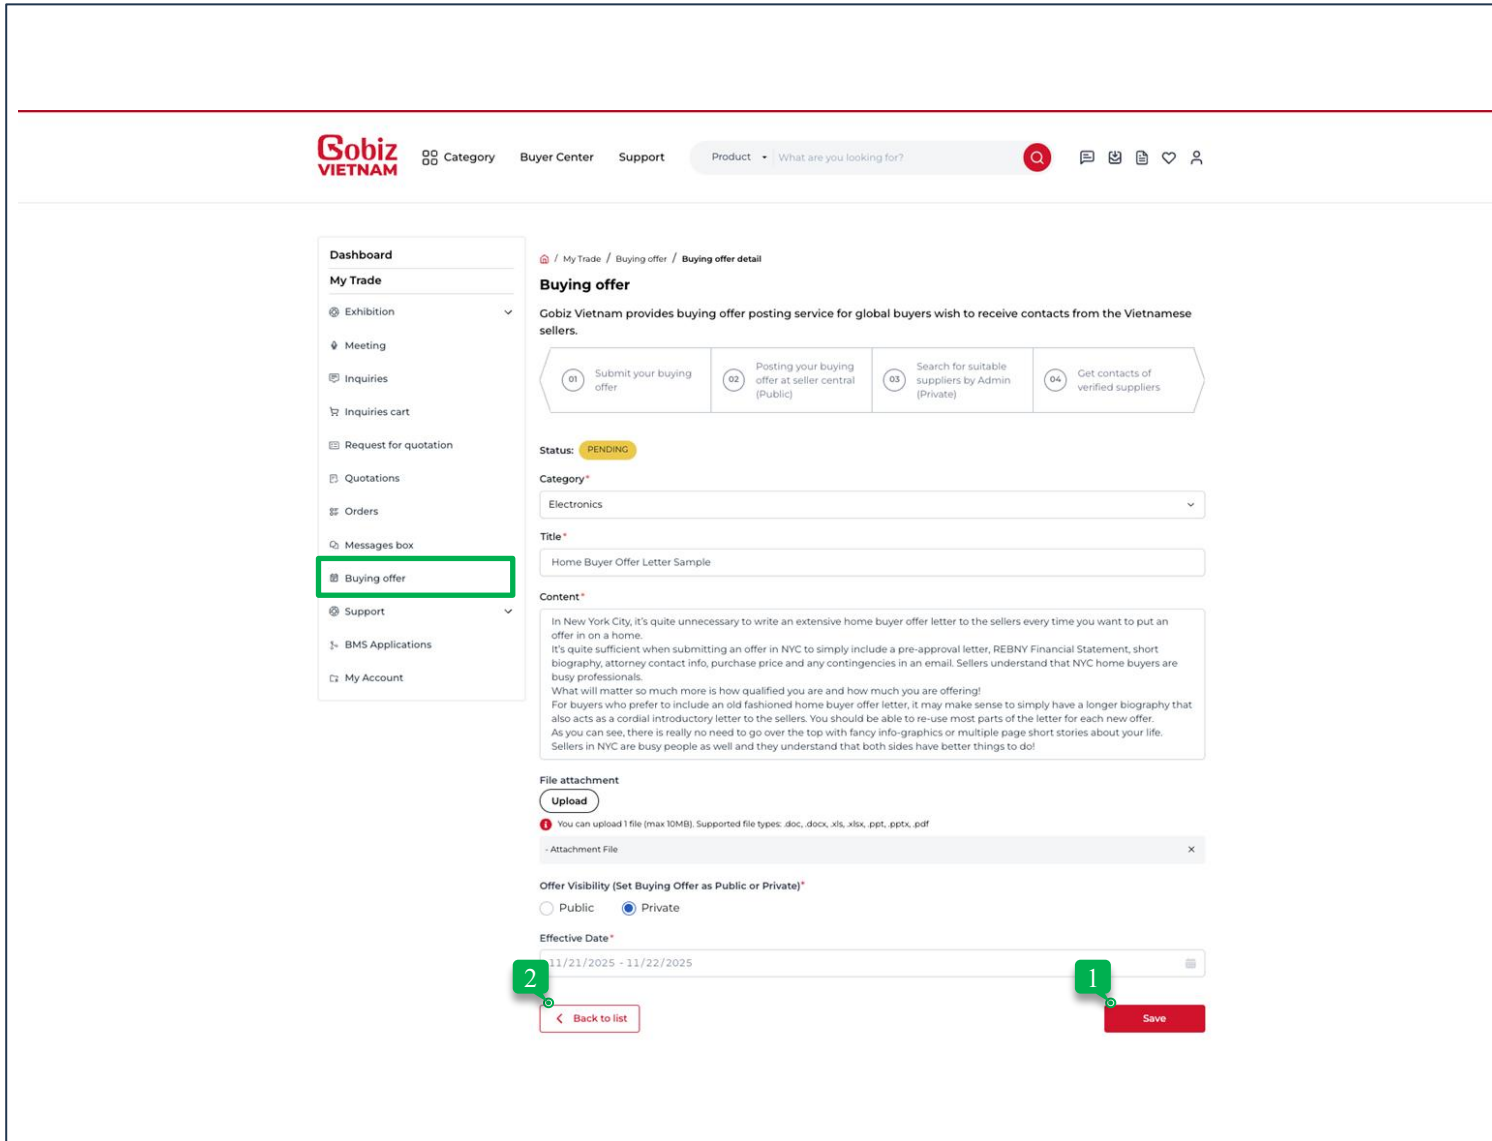 Gobiz
VIETNAM
Category
Buyer Center
Support
Product
What are you looking for?
Dashboard
My Trade
Exhibition
Meeting
Inquiries
Inquiries cart
Request for quotation
Quotations
Orders
Messages box
Buying offer
Support
BMS Applications
My Account
/ My Trade / Buying offer / Buying offer detail
Buying offer
Gobiz Vietnam provides buying offer posting service for global buyers wish to receive contacts from the Vietnamese
sellers.
01
Submit your buying
offer
02
Posting your buying
offer at seller central
(Public)
03
Search for suitable
suppliers by Admin
(Private)
04
Get contacts of
verified suppliers
Status: PENDING
Category*
Electronics
Title*
Home Buyer Offer Letter Sample
Content*
In New York City, it's quite unnecessary to write an extensive home buyer offer letter to the sellers every time you want to put an
offer in on a home.
It's quite sufficient when submitting an offer in NYC to simply include a pre-approval letter, REBNY Financial Statement, short
biography, attorney contact info, purchase price and any contingencies in an email. Sellers understand that NYC home buyers are
busy professionals.
What will matter so much more is how qualified you are and how much you are offering!
For buyers who prefer to include an old fashioned home buyer offer letter, it may make sense to simply have a longer biography that
also acts as a cordial introductory letter to the sellers. You should be able to re-use most parts of the letter for each new offer.
As you can see, there is really no need to go over the top with fancy info-graphics or multiple page short stories about your life.
Sellers in NYC are busy people as well and they understand that both sides have better things to do!
File attachment
Upload
You can upload 1 file (max 10MB). Supported file types: .doc, .docx, .xls, .xlsx, .ppt, .pptx, .pdf
- Attachment File
Offer Visibility (Set Buying Offer as Public or Private)*
Public
Private
Effective Date*
11/21/2025 - 11/22/2025
2
1
Back to list
Save